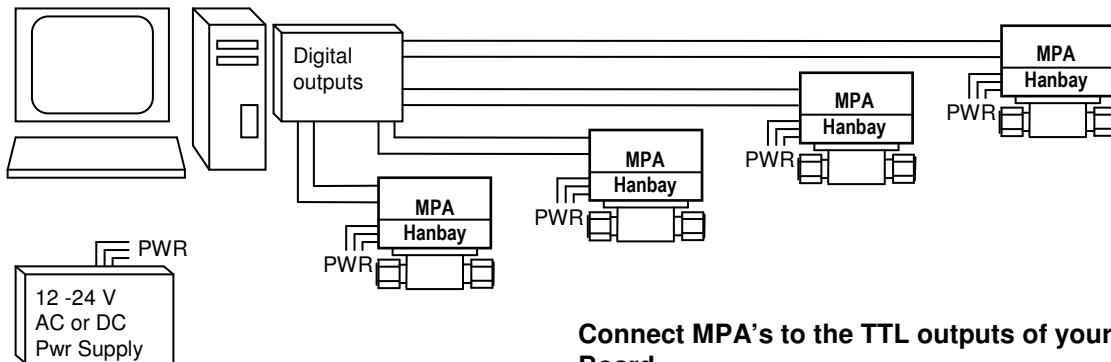 Digital
outputs
MPA
Hanbay
PWR
MPA
Hanbay
PWR
MPA
Hanbay
PWR
MPA
Hanbay
PWR
PWR
12 -24 V
AC or DC
Pwr Supply
Connect MPA's to the TTL outputs of your